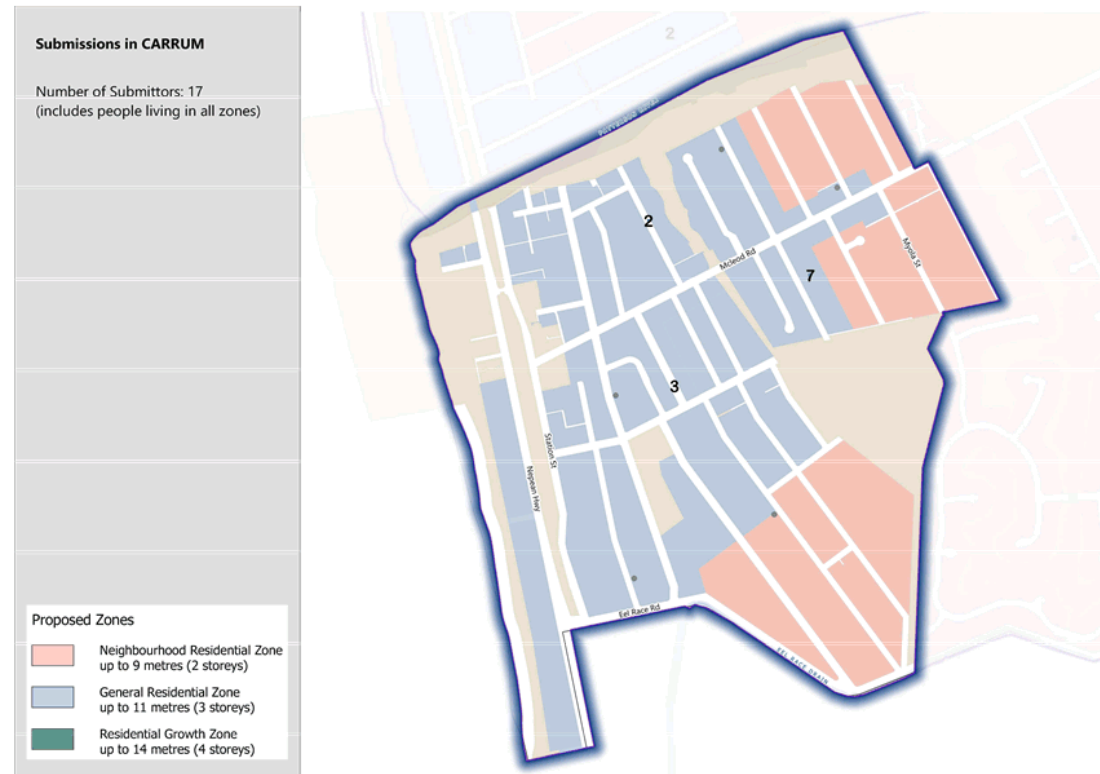 Submissions in CARRUM
Number of Submittors: 17
(includes people living in all zones)
2
2
Mcleod Rd
7
Myola St
3
Station St
Nepean Hwy
Eel Race Rd
EEL RACE DRAIN
Proposed Zones
Neighbourhood Residential Zone
up to 9 metres (2 storeys)
General Residential Zone
up to 11 metres (3 storeys)
Residential Growth Zone
up to 14 metres (4 storeys)